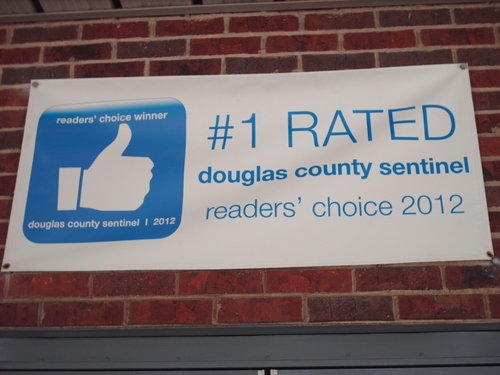 readers' choice winner
douglas county sentinel | 2012
#1 RATED
douglas county sentinel
readers' choice 2012